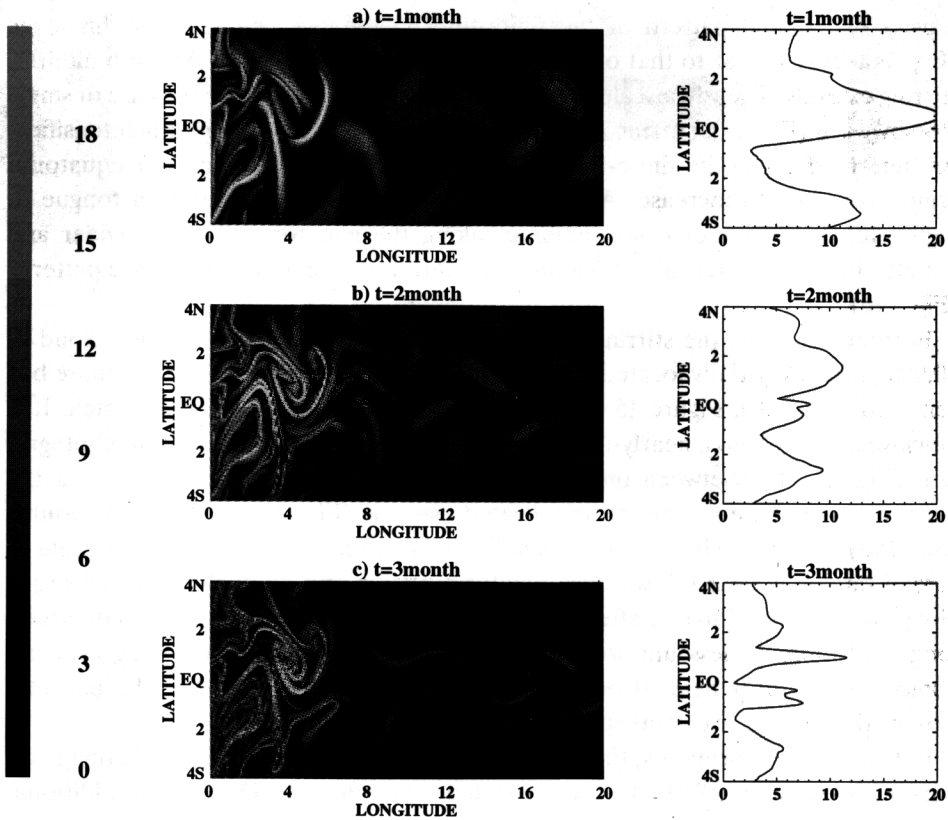 a) t=1month
t=1month
18
15
12
9
6
3
0
4N
2
EQ
2
4S
LATITUDE
0 4 8 12 16 20
LONGITUDE
4N
2
EQ
2
4S
LATITUDE
0 5 10 15 20
b) t=2month
t=2month
4N
2
EQ
2
4S
LATITUDE
0 4 8 12 16 20
LONGITUDE
4N
2
EQ
2
4S
LATITUDE
0 5 10 15 20
c) t=3month
t=3month
4N
2
EQ
2
4S
LATITUDE
0 4 8 12 16 20
LONGITUDE
4N
2
EQ
2
4S
LATITUDE
0 5 10 15 20